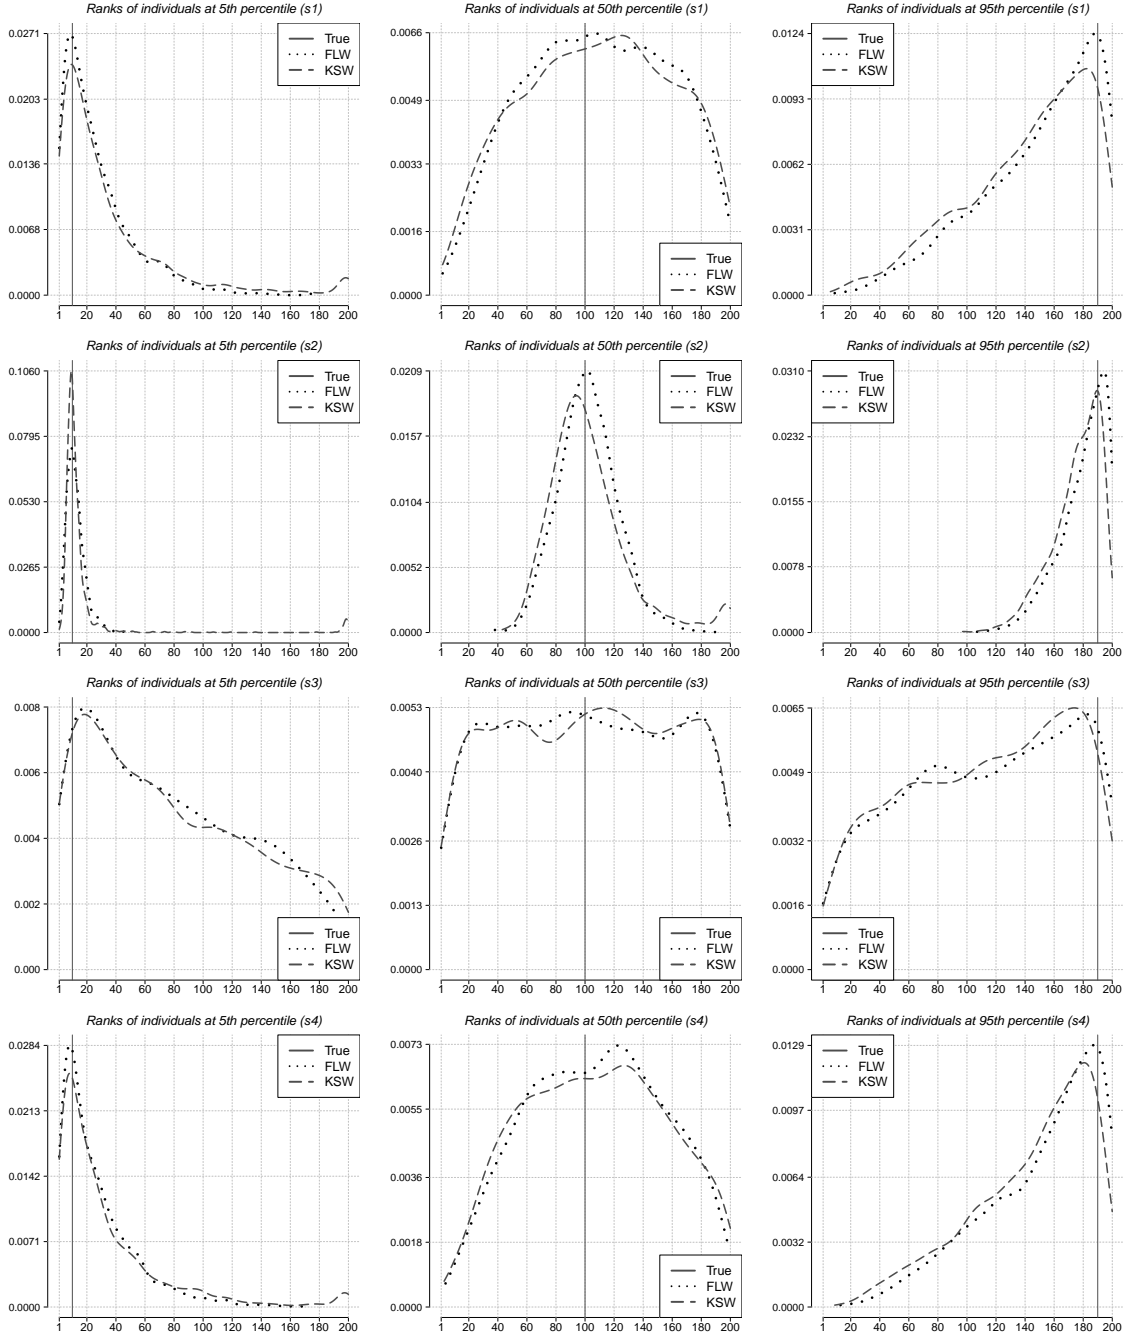 Ranks of individuals at 5th percentile (s1)
0.0271
0.0203
0.0136
0.0068
0.0000
True
FLW
KSW
1 20 40 60 80 100 120 140 160 180 200
Ranks of individuals at 50th percentile (s1)
0.0066
0.0049
0.0033
0.0016
0.0000
True
FLW
KSW
1 20 40 60 80 100 120 140 160 180 200
Ranks of individuals at 95th percentile (s1)
0.0124
0.0093
0.0062
0.0031
0.0000
True
FLW
KSW
1 20 40 60 80 100 120 140 160 180 200
Ranks of individuals at 5th percentile (s2)
0.1060
0.0795
0.0530
0.0265
0.0000
True
FLW
KSW
1 20 40 60 80 100 120 140 160 180 200
Ranks of individuals at 50th percentile (s2)
0.0209
0.0157
0.0104
0.0052
0.0000
True
FLW
KSW
1 20 40 60 80 100 120 140 160 180 200
Ranks of individuals at 95th percentile (s2)
0.0310
0.0232
0.0155
0.0078
0.0000
True
FLW
KSW
1 20 40 60 80 100 120 140 160 180 200
Ranks of individuals at 5th percentile (s3)
0.008
0.006
0.004
0.002
0.000
True
FLW
KSW
1 20 40 60 80 100 120 140 160 180 200
Ranks of individuals at 50th percentile (s3)
0.0053
0.0040
0.0026
0.0013
0.0000
True
FLW
KSW
1 20 40 60 80 100 120 140 160 180 200
Ranks of individuals at 95th percentile (s3)
0.0065
0.0049
0.0032
0.0016
0.0000
True
FLW
KSW
1 20 40 60 80 100 120 140 160 180 200
Ranks of individuals at 5th percentile (s4)
0.0284
0.0213
0.0142
0.0071
0.0000
True
FLW
KSW
1 20 40 60 80 100 120 140 160 180 200
Ranks of individuals at 50th percentile (s4)
0.0073
0.0055
0.0036
0.0018
0.0000
True
FLW
KSW
1 20 40 60 80 100 120 140 160 180 200
Ranks of individuals at 95th percentile (s4)
0.0129
0.0097
0.0064
0.0032
0.0000
True
FLW
KSW
1 20 40 60 80 100 120 140 160 180 200